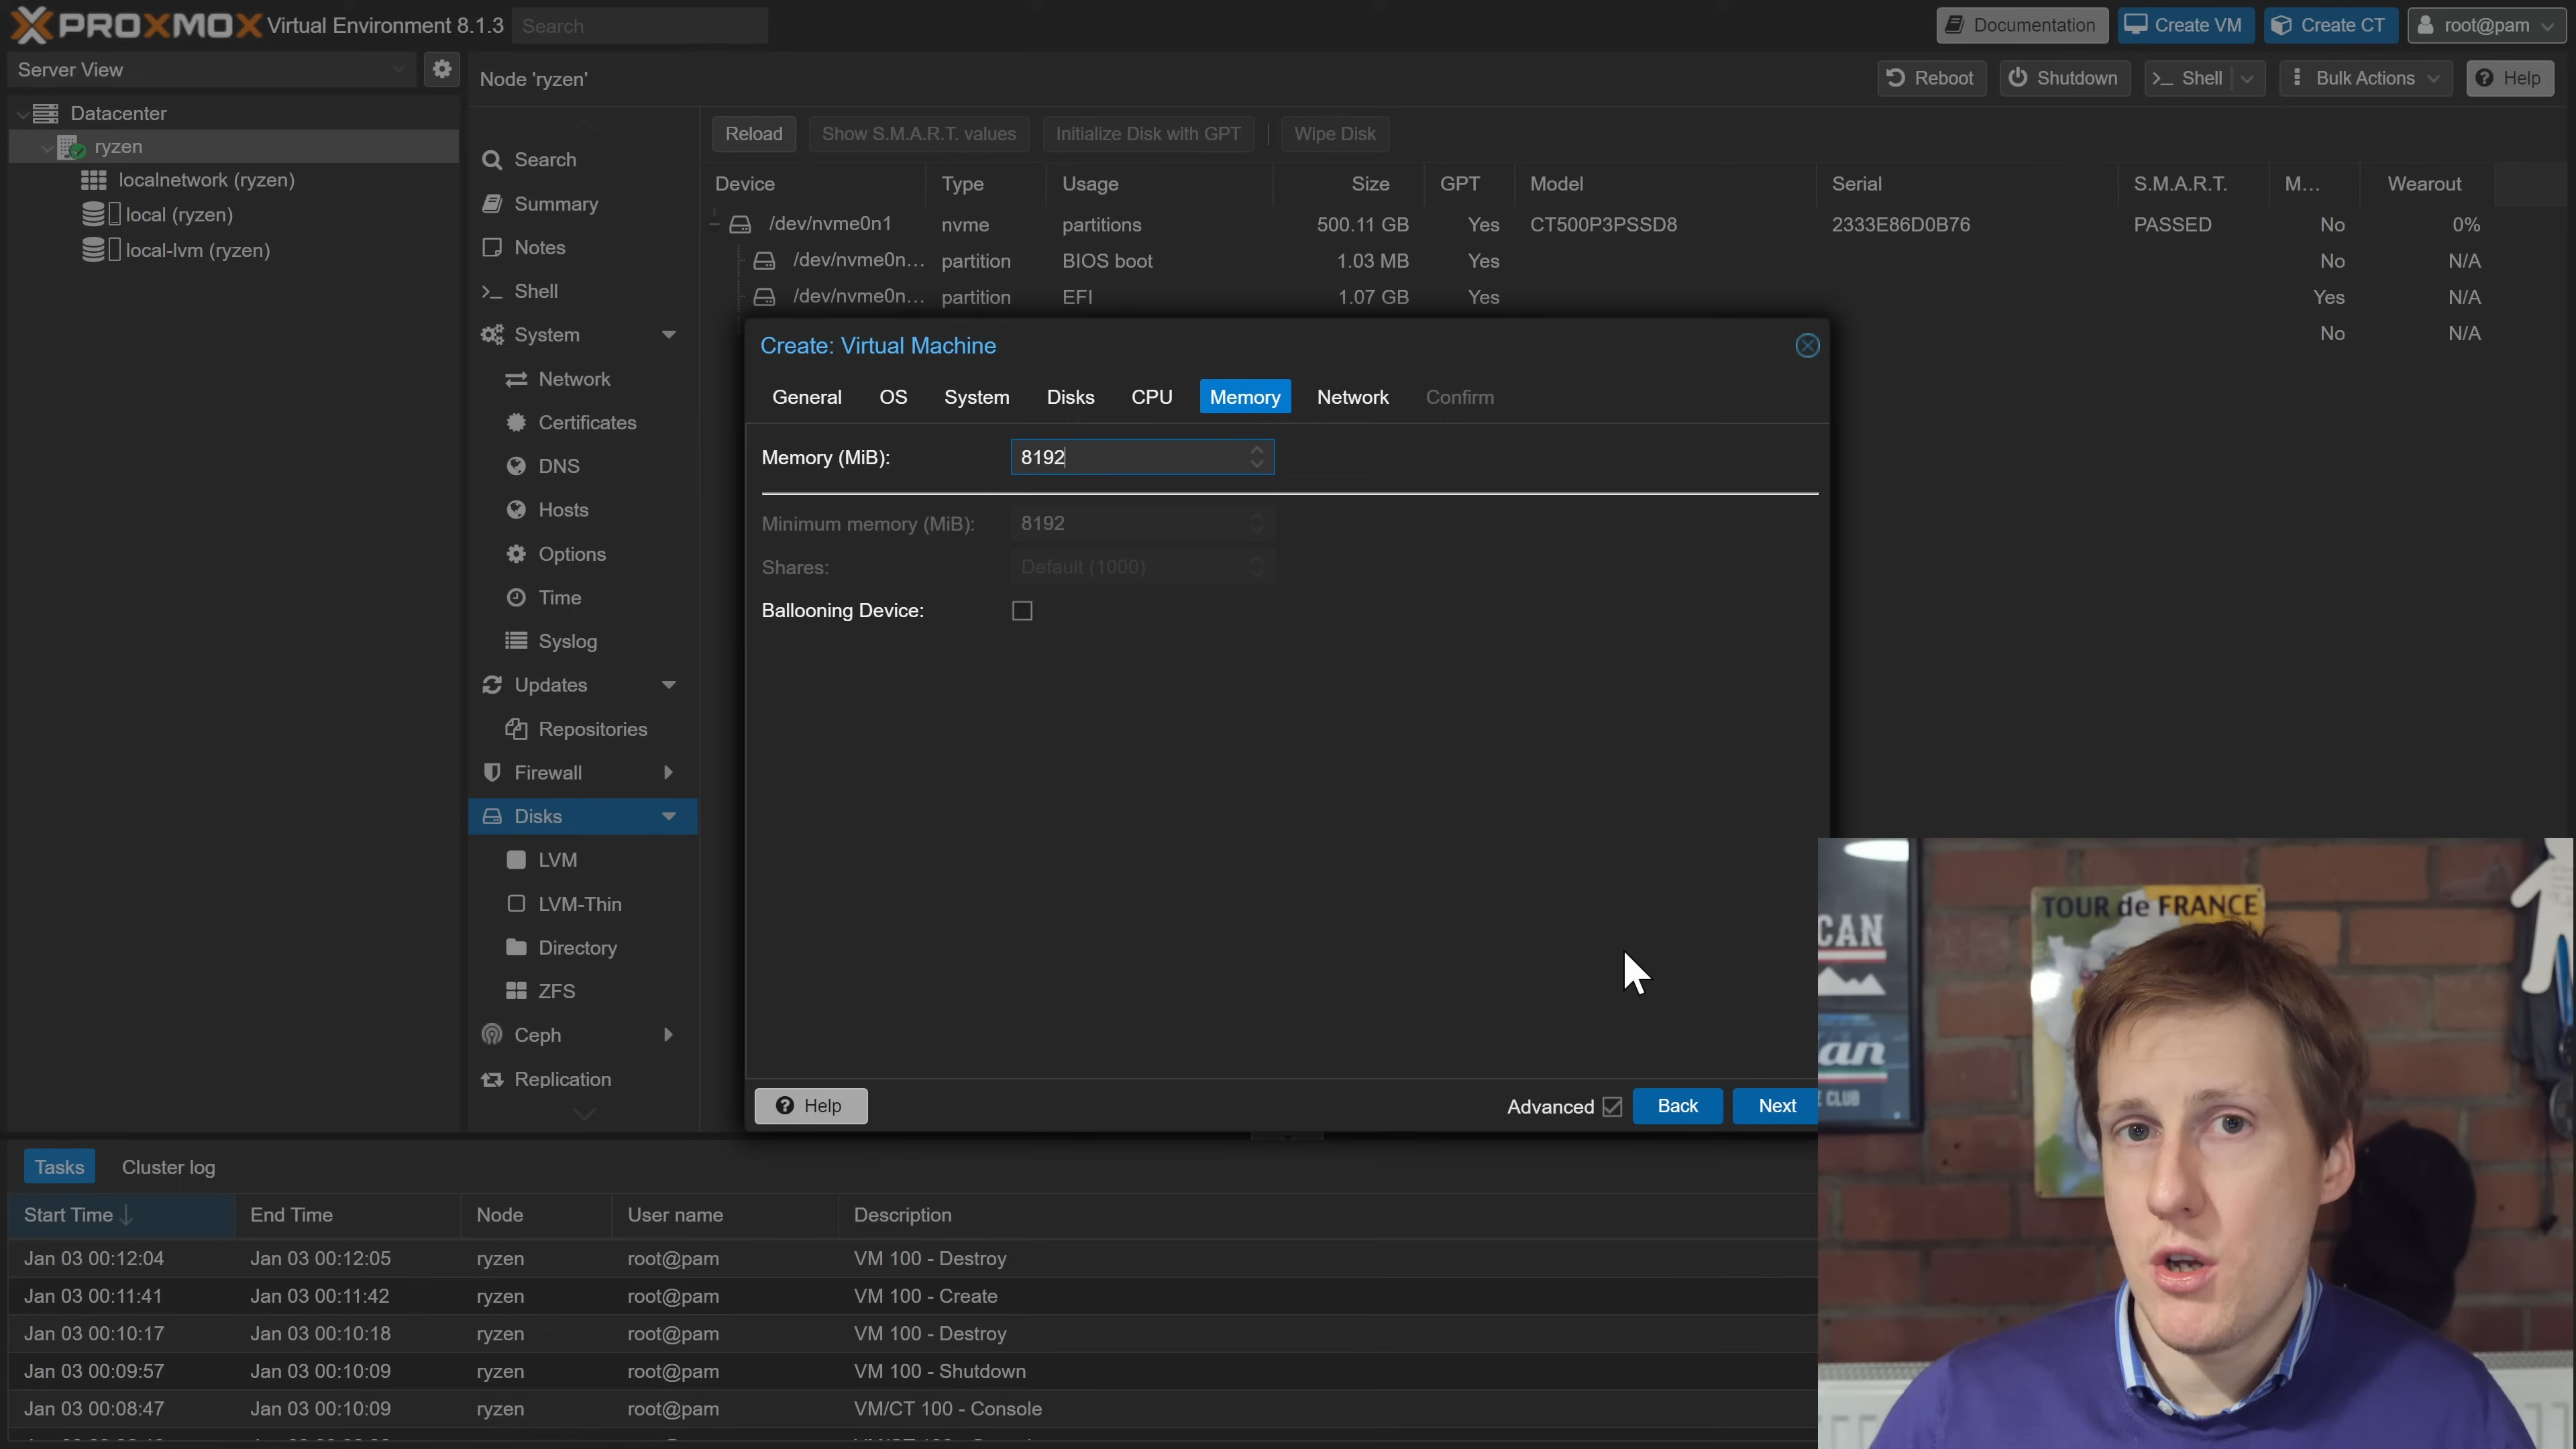 PROXMOX Virtual Environment 8.1.3 Search Documentation Create VM Create CT root@pam
Server View
Node 'ryzen' Reboot Shutdown Shell Bulk Actions Help
Datacenter
ryzen
localnetwork (ryzen)
local (ryzen)
local-lvm (ryzen)
Search
Summary
Notes
Shell
System
Network
Certificates
DNS
Hosts
Options
Time
Syslog
Updates
Repositories
Firewall
Disks
LVM
LVM-Thin
Directory
ZFS
Ceph
Replication
Reload Show S.M.A.R.T. values Initialize Disk with GPT Wipe Disk
Device Type Usage Size GPT Model Serial S.M.A.R.T. M... Wearout
/dev/nvme0n1 nvme partitions 500.11 GB Yes CT500P3PSSD8 2333E86D0B76 PASSED No 0%
/dev/nvme0n... partition BIOS boot 1.03 MB Yes No N/A
/dev/nvme0n... partition EFI 1.07 GB Yes Yes N/A
No N/A
Create: Virtual Machine
General OS System Disks CPU Memory Network Confirm
Memory (MiB): 8192
Minimum memory (MiB): 8192
Shares: Default (1000)
Ballooning Device:
Help Advanced Back Next
Tasks Cluster log
Start Time End Time Node User name Description
Jan 03 00:12:04 Jan 03 00:12:05 ryzen root@pam VM 100 - Destroy
Jan 03 00:11:41 Jan 03 00:11:42 ryzen root@pam VM 100 - Create
Jan 03 00:10:17 Jan 03 00:10:18 ryzen root@pam VM 100 - Destroy
Jan 03 00:09:57 Jan 03 00:10:09 ryzen root@pam VM 100 - Shutdown
Jan 03 00:08:47 Jan 03 00:10:09 ryzen root@pam VM/CT 100 - Console
TOUR de FRANCE
CAN
an
E CLUB